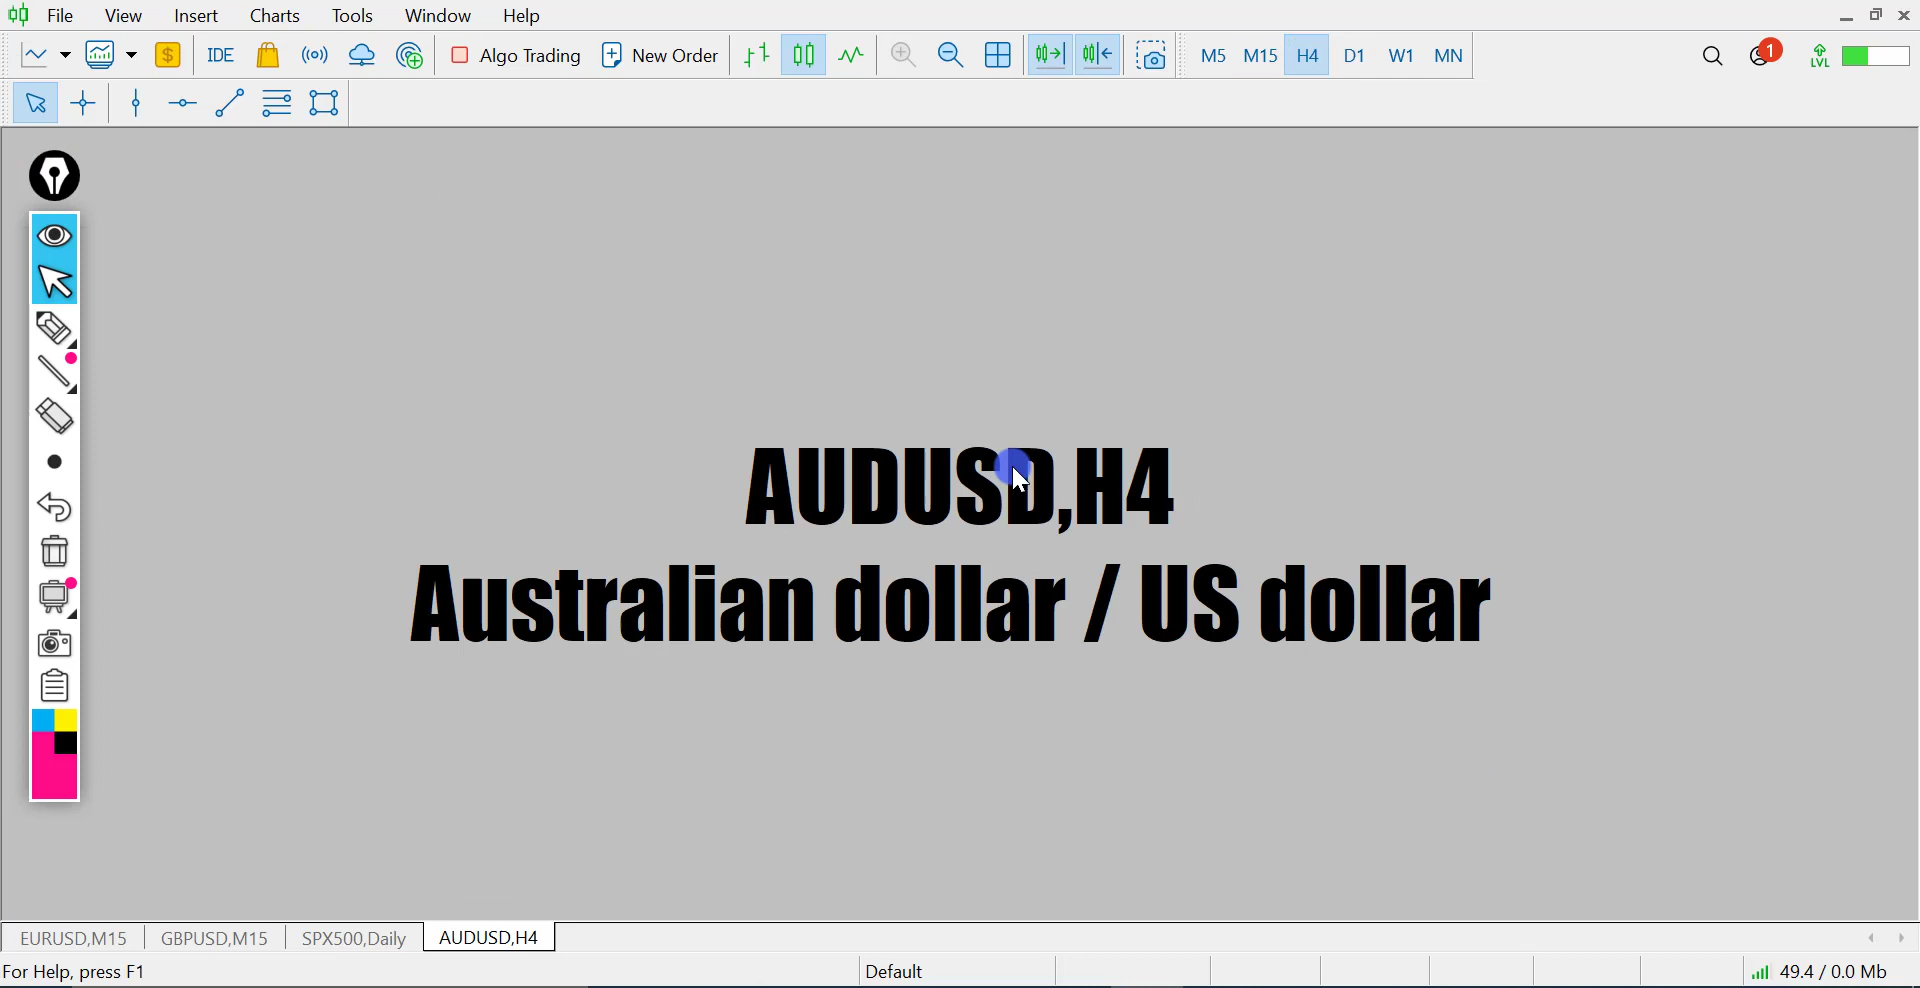 File View Insert Charts Tools Window Help
IDE Algo Trading New Order M5 M15 H4 D1 W1 MN 1 LVL
AUDUSD,H4
Australian dollar / US dollar
EURUSD,M15 GBPUSD,M15 SPX500,Daily AUDUSD,H4
For Help, press F1 Default 49.4 / 0.0 Mb